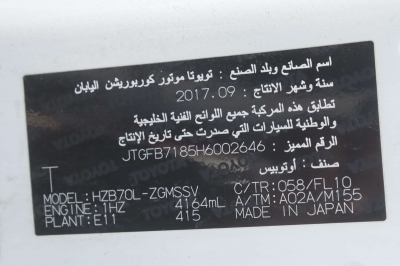 اسم الصانع وبلد الصنع : تويوتا موتور كوربوريشن اليابان
سنة وشهر الانتاج : 2017.09
تطابق هذه المركبة جميع اللوائح الفنية الخليجية
والوطنية للسيارات التي صدرت حتى تاريخ الإنتاج
الرقم المميز : JTGFB7185H6002646
صنف : أوتوبيس
MODEL:HZB70L-ZGMSSV C/TR:058/FL10
ENGINE:1HZ 4164mL A/TM:A02A/M155
PLANT:E11 415 MADE IN JAPAN